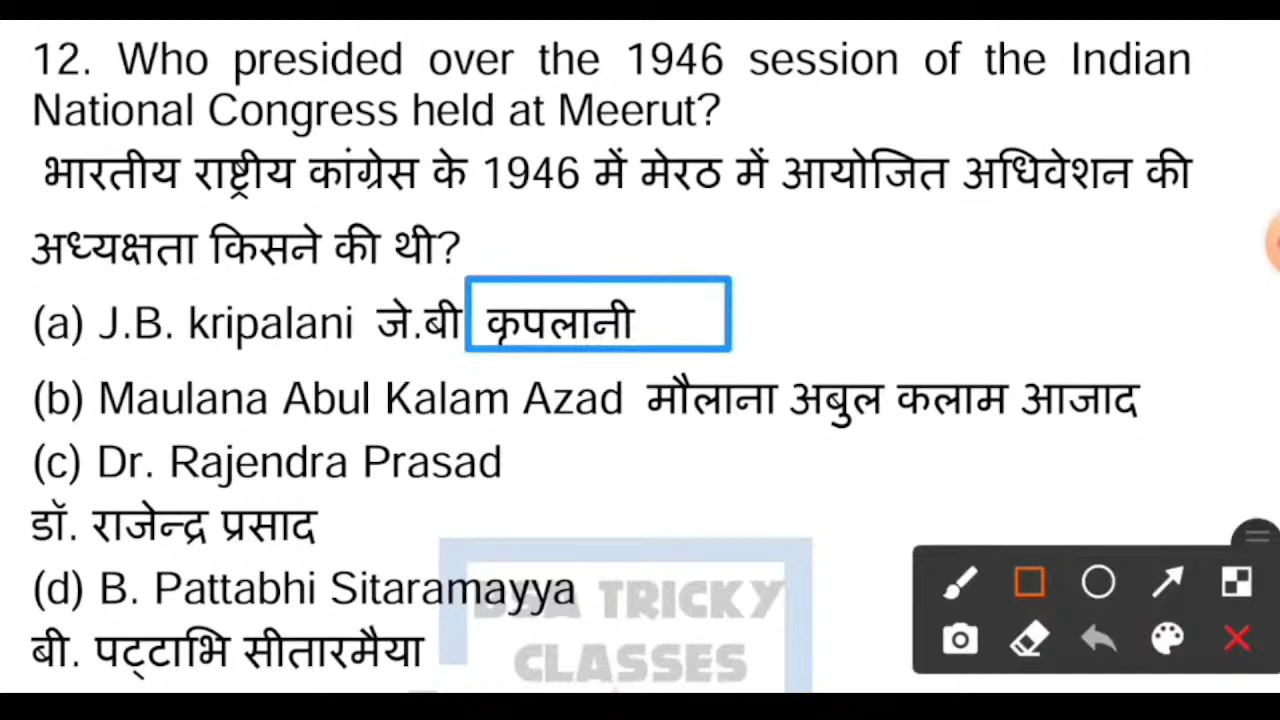 12. Who presided over the 1946 session of the Indian
National Congress held at Meerut?
भारतीय राष्ट्रीय कांग्रेस के 1946 में मेरठ में आयोजित अधिवेशन की
अध्यक्षता किसने की थी?
(a) J.B. kripalani जे.बी कृपलानी
(b) Maulana Abul Kalam Azad मौलाना अबुल कलाम आजाद
(c) Dr. Rajendra Prasad
डॉ. राजेन्द्र प्रसाद
(d) B. Pattabhi Sitaramayya
बी. पट्टाभि सीतारमैया
TRICKY
CLASSES